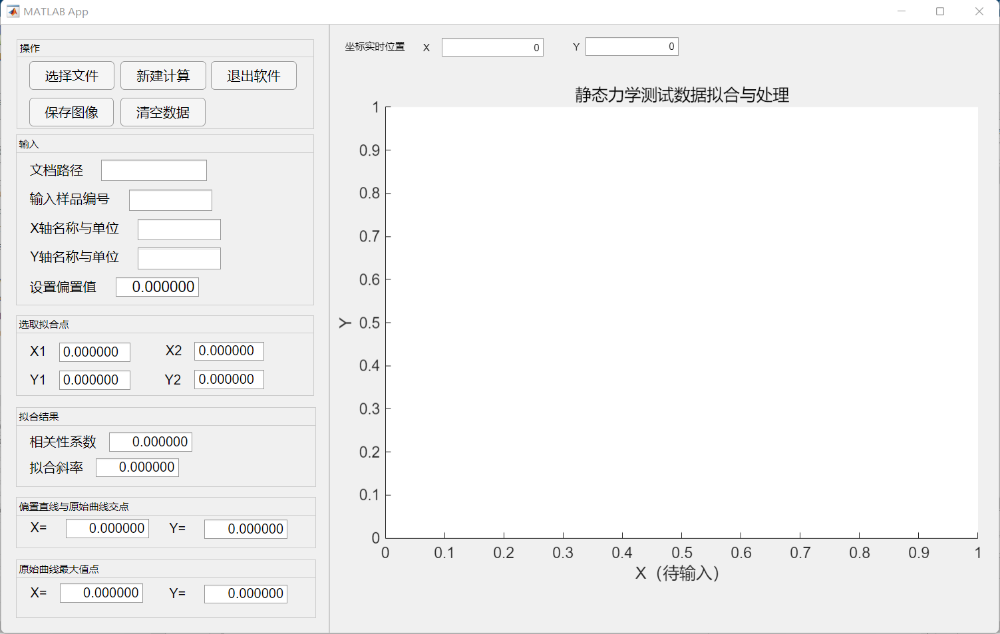 MATLAB App
操作
选择文件 新建计算 退出软件
保存图像 清空数据
输入
文档路径
输入样品编号
X轴名称与单位
Y轴名称与单位
设置偏置值 0.000000
选取拟合点
X1 0.000000 X2 0.000000
Y1 0.000000 Y2 0.000000
拟合结果
相关性系数 0.000000
拟合斜率 0.000000
偏置直线与原始曲线交点
X= 0.000000 Y= 0.000000
原始曲线最大值点
X= 0.000000 Y= 0.000000
坐标实时位置 X 0 Y 0
静态力学测试数据拟合与处理
1
0.9
0.8
0.7
0.6
Y 0.5
0.4
0.3
0.2
0.1
0
0 0.1 0.2 0.3 0.4 0.5 0.6 0.7 0.8 0.9 1
X（待输入）